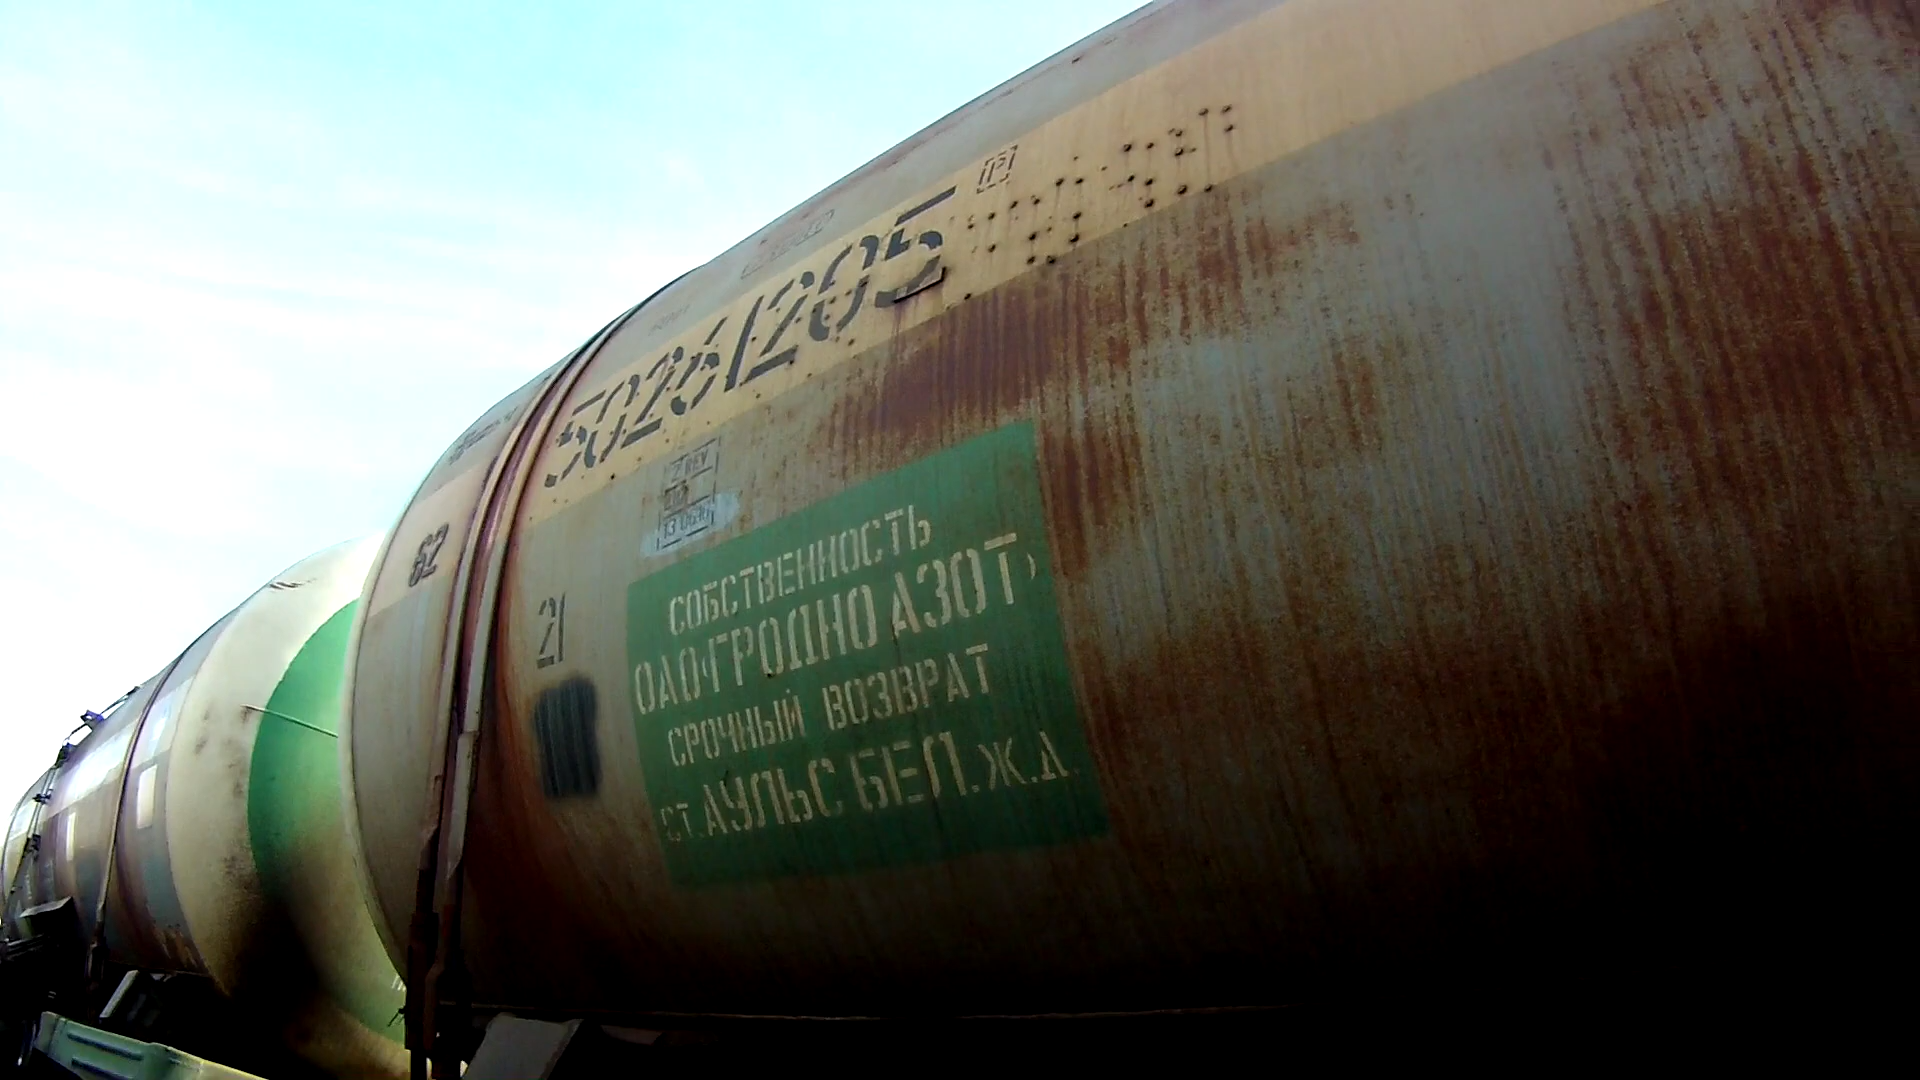 50261205
Р
62
21
СОБСТВЕННОСТЬ
ОАО‹ГРОДНО АЗОТ›
СРОЧНЫЙ ВОЗВРАТ
СТ. АУЛЬС БЕЛ.Ж.Д.